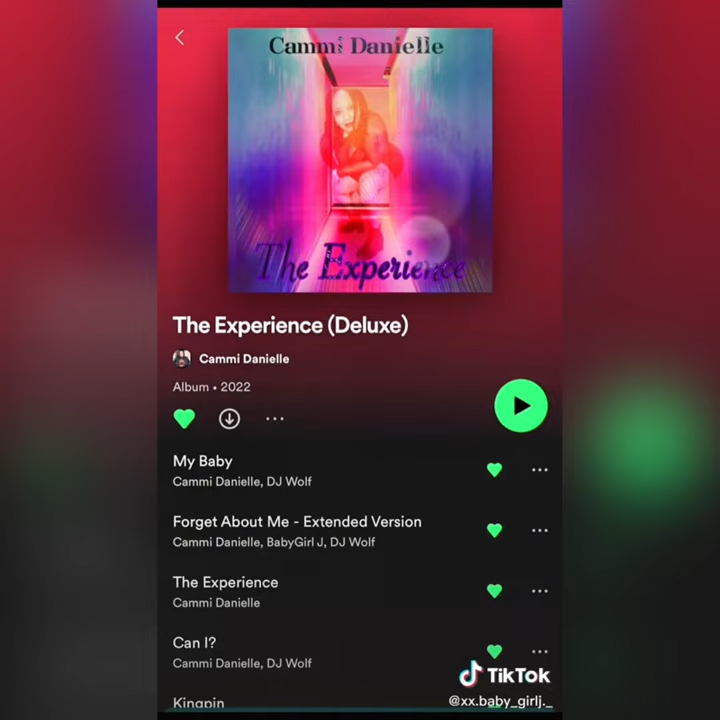 Cammi Danielle
The Experience
The Experience (Deluxe)
Cammi Danielle
Album • 2022
My Baby
Cammi Danielle, DJ Wolf
Forget About Me - Extended Version
Cammi Danielle, BabyGirl J, DJ Wolf
The Experience
Cammi Danielle
Can I?
Cammi Danielle, DJ Wolf
TikTok
Kingpin
@xx.baby_girlj._